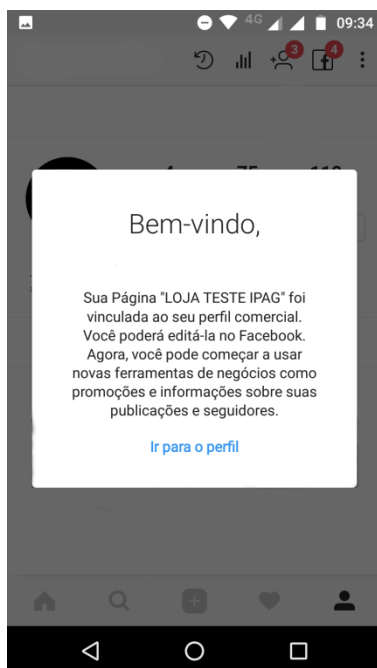 4G 09:34
3 4
Bem-vindo,
Sua Página "LOJA TESTE IPAG" foi
vinculada ao seu perfil comercial.
Você poderá editá-la no Facebook.
Agora, você pode começar a usar
novas ferramentas de negócios como
promoções e informações sobre suas
publicações e seguidores.
Ir para o perfil